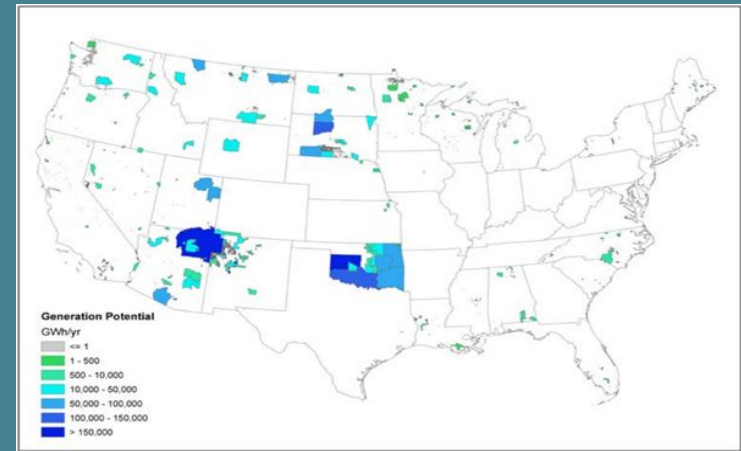 Generation Potential
GWh/yr
<= 1
1 - 500
500 - 10,000
10,000 - 50,000
50,000 - 100,000
100,000 - 150,000
> 150,000